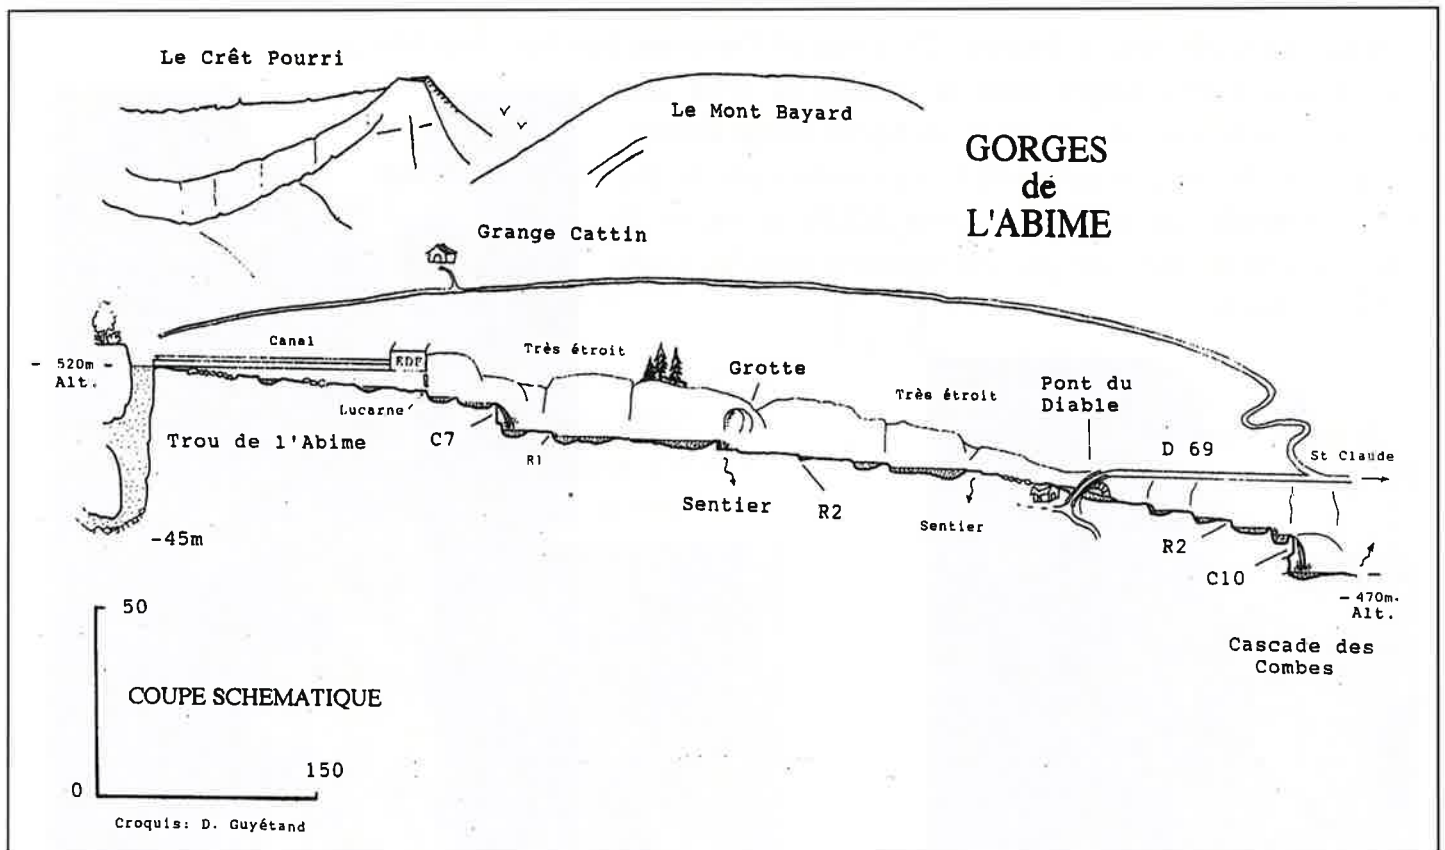 Le Crêt Pourri
Le Mont Bayard
GORGES
de
L'ABIME
Grange Cattin
Canal
EDF
Très étroit
Grotte
Très étroit
Pont du
Diable
- 520m -
Alt.
Lucarne
Trou de l'Abime
C7
R1
Sentier
R2
Sentier
D 69
St Claude
R2
C10
-45m
- 470m.
Alt.
Cascade des
Combes
50
COUPE SCHEMATIQUE
150
0
Croquis: D. Guyétand